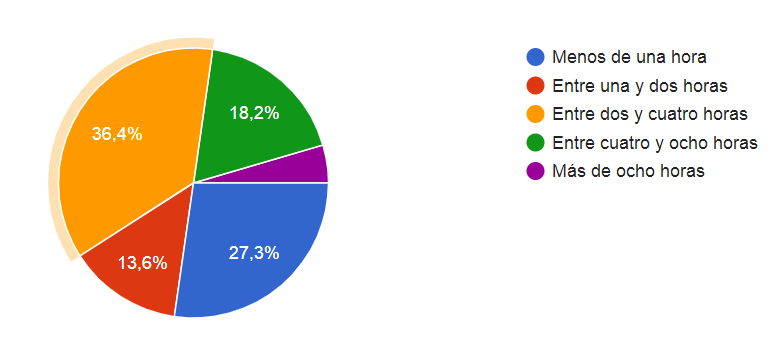 36,4%
18,2%
13,6%
27,3%
Menos de una hora
Entre una y dos horas
Entre dos y cuatro horas
Entre cuatro y ocho horas
Más de ocho horas